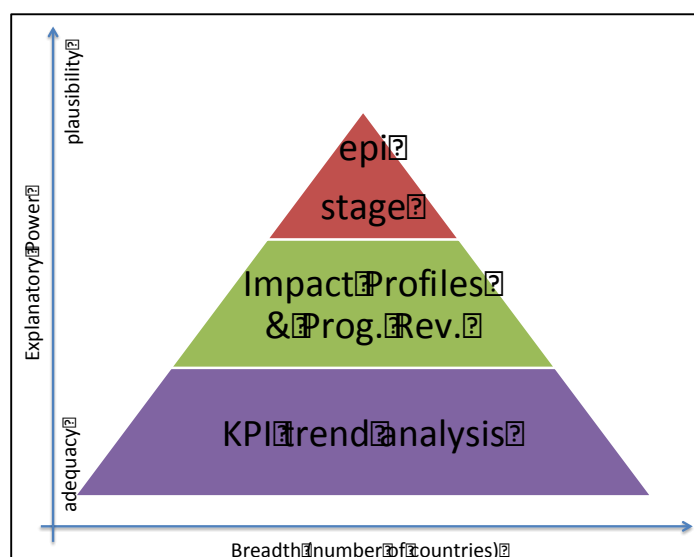 plausibility⍰
Explanatory⍰Power⍰
adequacy⍰
epi⍰
stage⍰
Impact⍰Profiles⍰
&⍰Prog.⍰Rev.⍰
KPI⍰trend⍰analysis⍰
Breadth⍰(number⍰of⍰countries)⍰